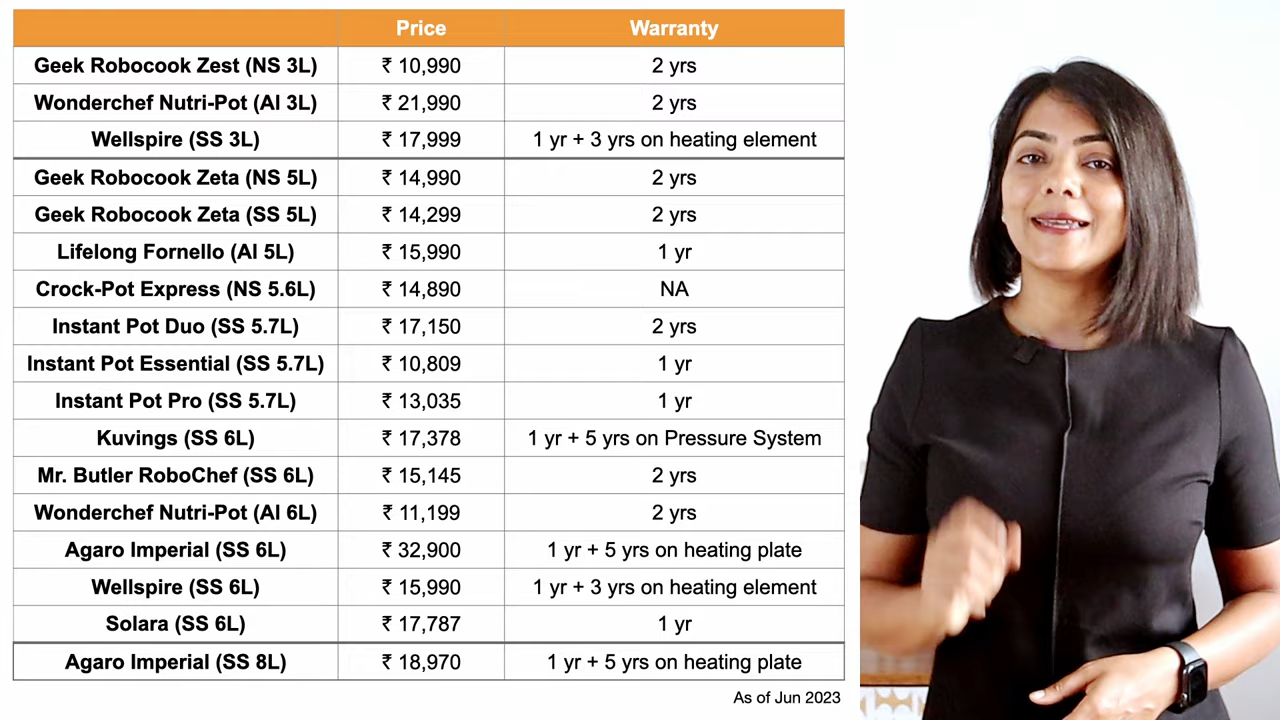 Price Warranty
Geek Robocook Zest (NS 3L) ₹ 10,990 2 yrs
Wonderchef Nutri-Pot (Al 3L) ₹ 21,990 2 yrs
Wellspire (SS 3L) ₹ 17,999 1 yr + 3 yrs on heating element
Geek Robocook Zeta (NS 5L) ₹ 14,990 2 yrs
Geek Robocook Zeta (SS 5L) ₹ 14,299 2 yrs
Lifelong Fornello (Al 5L) ₹ 15,990 1 yr
Crock-Pot Express (NS 5.6L) ₹ 14,890 NA
Instant Pot Duo (SS 5.7L) ₹ 17,150 2 yrs
Instant Pot Essential (SS 5.7L) ₹ 10,809 1 yr
Instant Pot Pro (SS 5.7L) ₹ 13,035 1 yr
Kuvings (SS 6L) ₹ 17,378 1 yr + 5 yrs on Pressure System
Mr. Butler RoboChef (SS 6L) ₹ 15,145 2 yrs
Wonderchef Nutri-Pot (Al 6L) ₹ 11,199 2 yrs
Agaro Imperial (SS 6L) ₹ 32,900 1 yr + 5 yrs on heating plate
Wellspire (SS 6L) ₹ 15,990 1 yr + 3 yrs on heating element
Solara (SS 6L) ₹ 17,787 1 yr
Agaro Imperial (SS 8L) ₹ 18,970 1 yr + 5 yrs on heating plate
As of Jun 2023